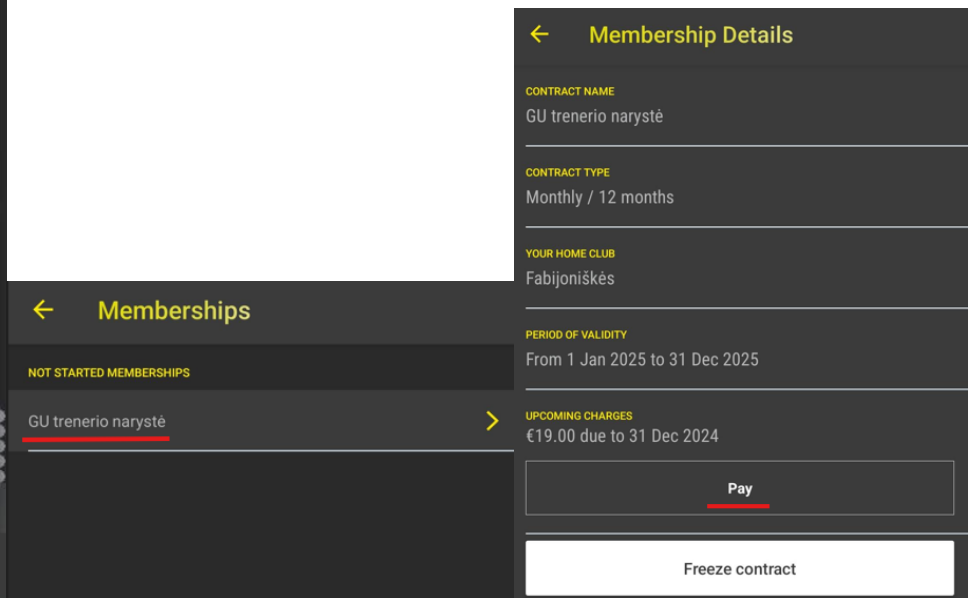 Memberships
NOT STARTED MEMBERSHIPS
GU trenerio narystė
Membership Details
CONTRACT NAME
GU trenerio narystė
CONTRACT TYPE
Monthly / 12 months
YOUR HOME CLUB
Fabijoniškės
PERIOD OF VALIDITY
From 1 Jan 2025 to 31 Dec 2025
UPCOMING CHARGES
€19.00 due to 31 Dec 2024
Pay
Freeze contract